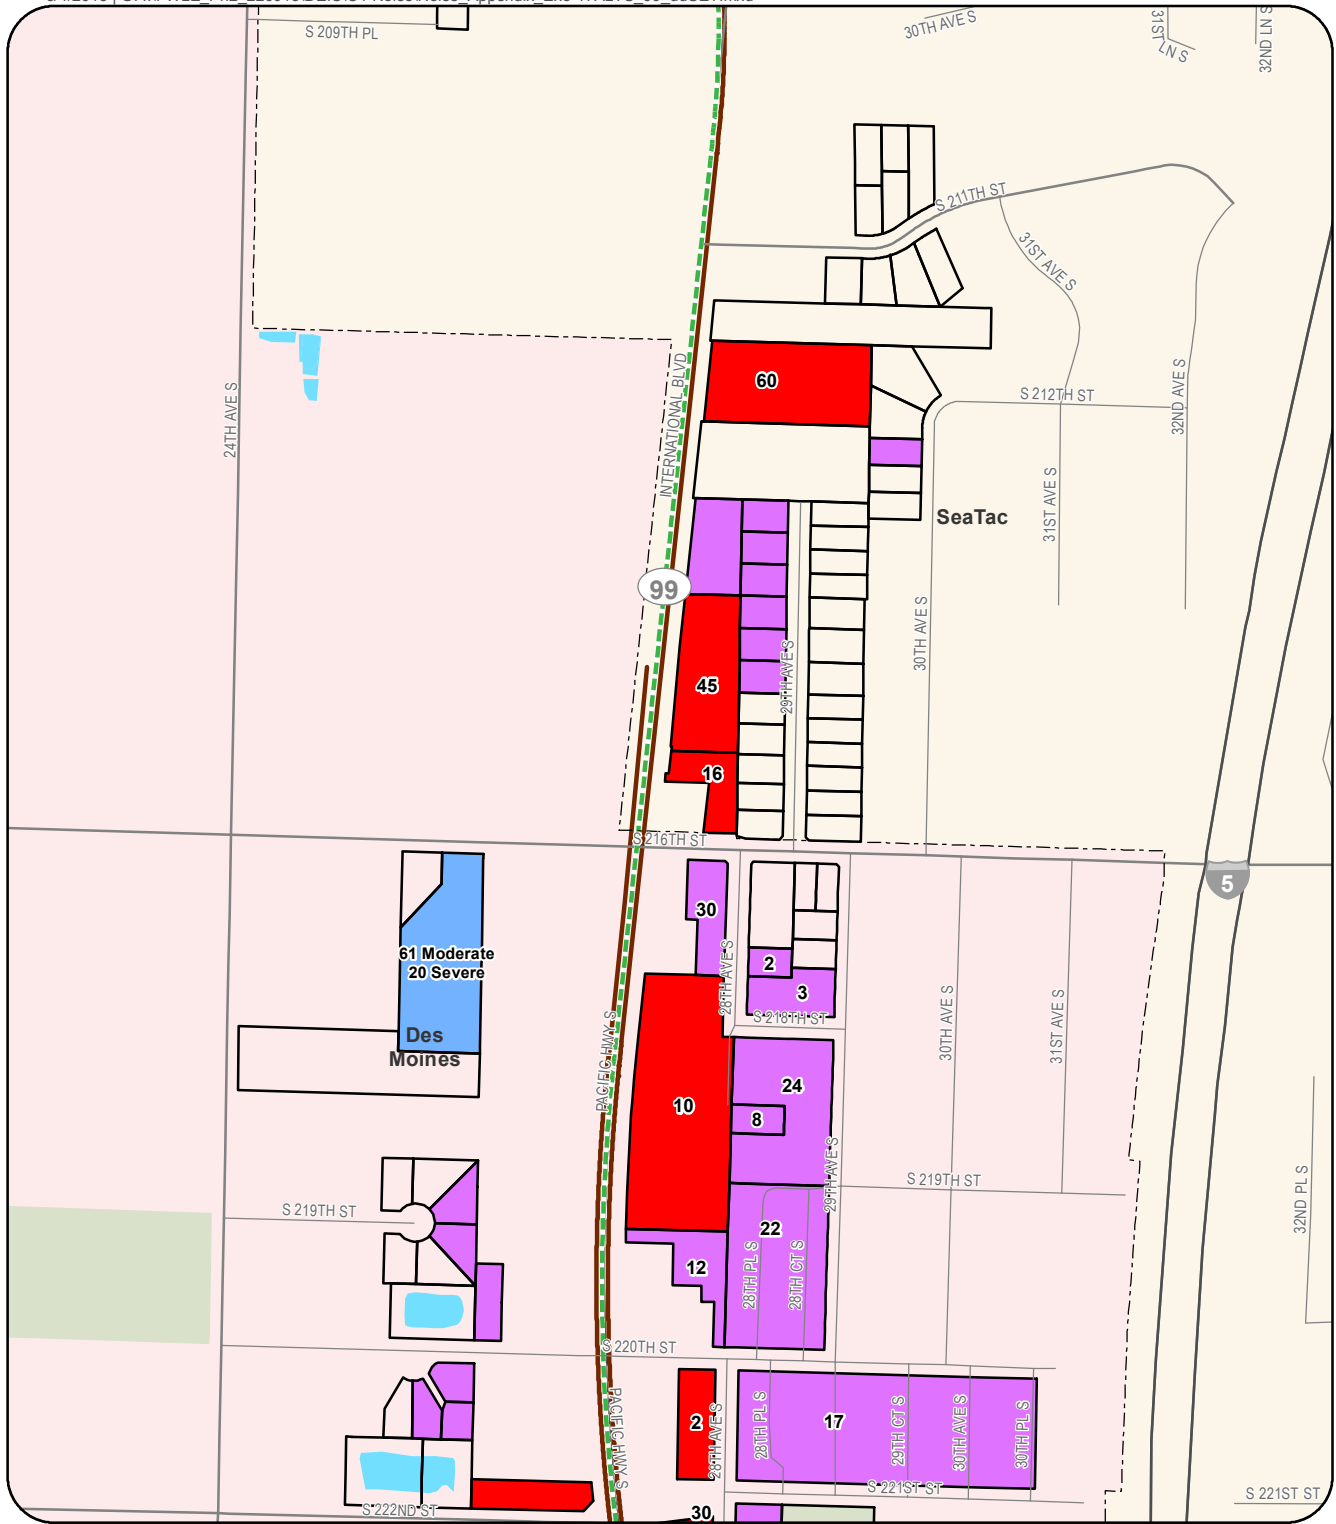 S 209TH PL
30TH AVE S
31ST
LN S
32ND LN S
S 211TH ST
31ST AVE S
INTERNATIONAL BLVD
60
24TH AVE S
S 212TH ST
32ND AVE S
31ST AVE S
SeaTac
99
30TH AVE S
45
29TH AVE S
16
S 216TH ST
5
30
61 Moderate
20 Severe
2
3
28TH AVE S
S 218TH ST
30TH AVE S
31ST AVE S
Des
Moines
PACIFIC HWY S
24
10
8
29TH AVE S
S 219TH ST
S 219TH ST
32ND PL S
22
12
28TH PL S
28TH CT S
S 220TH ST
PACIFIC HWY S
2
28TH AVE S
28TH PL S
17
29TH CT S
30TH AVE S
30TH PL S
S 221ST ST
S 221ST ST
S 222ND ST
30